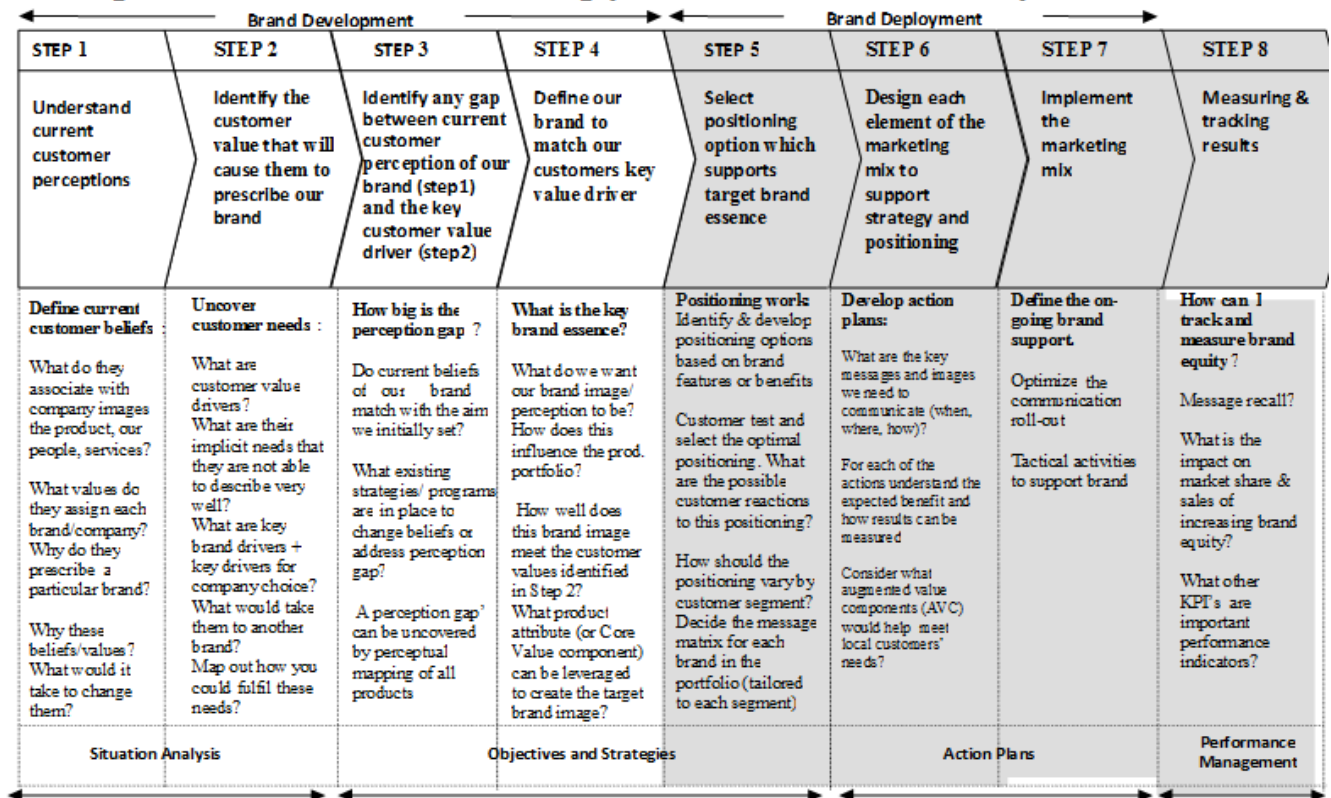 Brand Development
Brand Deployment
STEP 1
STEP 2
STEP 3
STEP 4
STEP 5
STEP 6
STEP 7
STEP 8
Understand
current
customer
perceptions
Identify the
customer
value that will
cause them to
prescribe our
brand
Identify any gap
between current
customer
perception of our
brand (step1)
and the key
customer value
driver (step2)
Define our
brand to
match our
customers key
value driver
Select
positioning
option which
supports
target brand
essence
Design each
element of the
marketing
mix to
support
strategy and
positioning
Implement
the
marketing
mix
Measuring &
tracking
results
Define current
customer beliefs :
What do they
associate with
company images
the product, our
people, services?
What values do
they assign each
brand/company?
Why do they
prescribe a
particular brand?
Why these
beliefs/values?
What would it
take to change
them?
Uncover
customer needs :
What are
customer value
drivers?
What are their
implicit needs that
they are not able
to describe very
well?
What are key
brand drivers +
key drivers for
company choice?
What would take
them to another
brand?
Map out how you
could fulfil these
needs?
How big is the
perception gap ?
Do current beliefs
of our brand
match with the aim
we initially set?
What existing
strategies/ programs
are in place to
change beliefs or
address perception
gap?
A perception gap'
can be uncovered
by perceptual
mapping of all
products
What is the key
brand essence?
What do we want
our brand image/
perception to be?
How does this
influence the prod.
portfolio?
How well does
this brand image
meet the customer
values identified
in Step 2?
What product
attribute (or Core
Value component)
can be leveraged
to create the target
brand image?
Positioning work:
Identify & develop
positioning options
based on brand
features or benefits
Customer test and
select the optimal
positioning. What
are the possible
customer reactions
to this positioning?
How should the
positioning vary by
customer segment?
Decide the message
matrix for each
brand in the
portfolio (tailored
to each segment)
Develop action
plans:
What are the key
messages and images
we need to
communicate (when,
where, how)?
For each of the
actions understand the
expected benefit and
how results can be
measured
Consider what
augmented value
components (AVC)
would help meet
local customers'
needs?
Define the on-
going brand
support.
Optimize the
communication
roll-out
Tactical activities
to support brand
How can I
track and
measure brand
equity ?
Message recall?
What is the
impact on
market share &
sales of
increasing brand
equity?
What other
KPI's are
important
performance
indicators?
Situation Analysis
Objectives and Strategies
Action Plans
Performance
Management